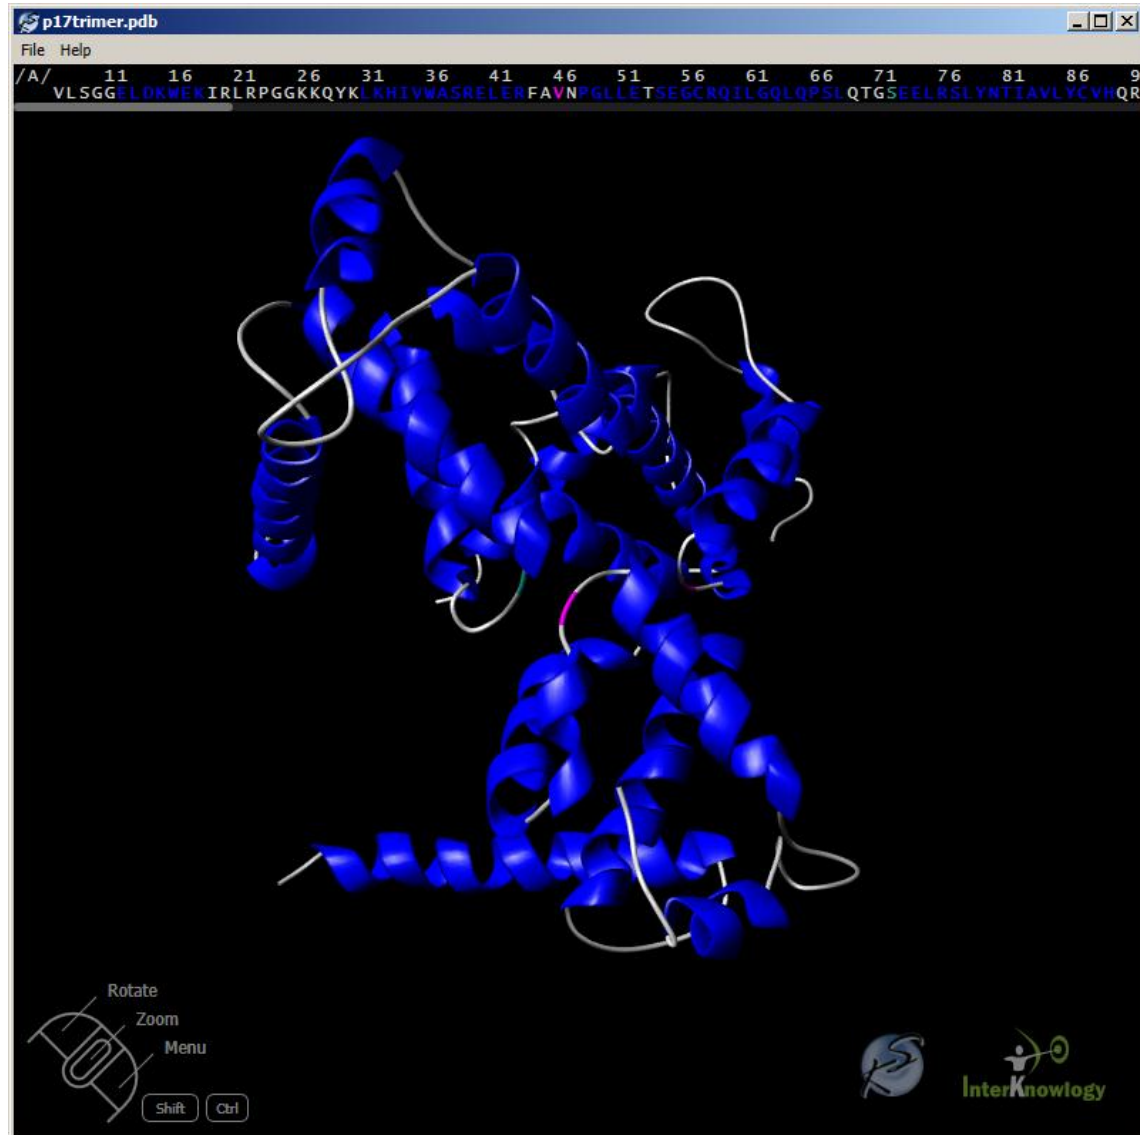 p17trimer.pdb
File Help
/A/ 11 16 21 26 31 36 41 46 51 56 61 66 71 76 81 86 9
VLSGGELDKWEKIRLRPGGKKQYKLKHIVWASRELERFAVNPGLLETSEGCRQILGQLQPSLQTGSEELRSLYNTIAVLYCVHQR
Rotate
Zoom
Menu
Shift Ctrl
InterKnowlogy